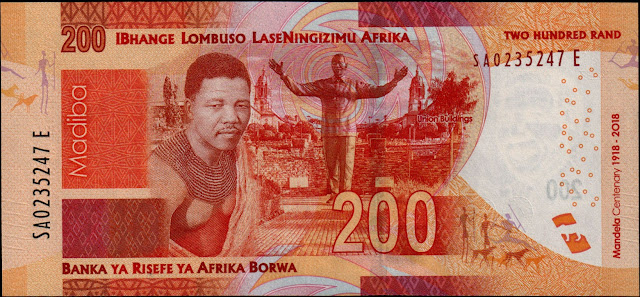 200 IBHANGE LOMBUSO LASENINGIZIMU AFRIKA
TWO HUNDRED RAND
SA0235247 E
Madiba
SA0235247 E
Union Buildings
200
200
Mandela Centenary 1918 - 2018
BANKA YA RISEFE YA AFRIKA BORWA